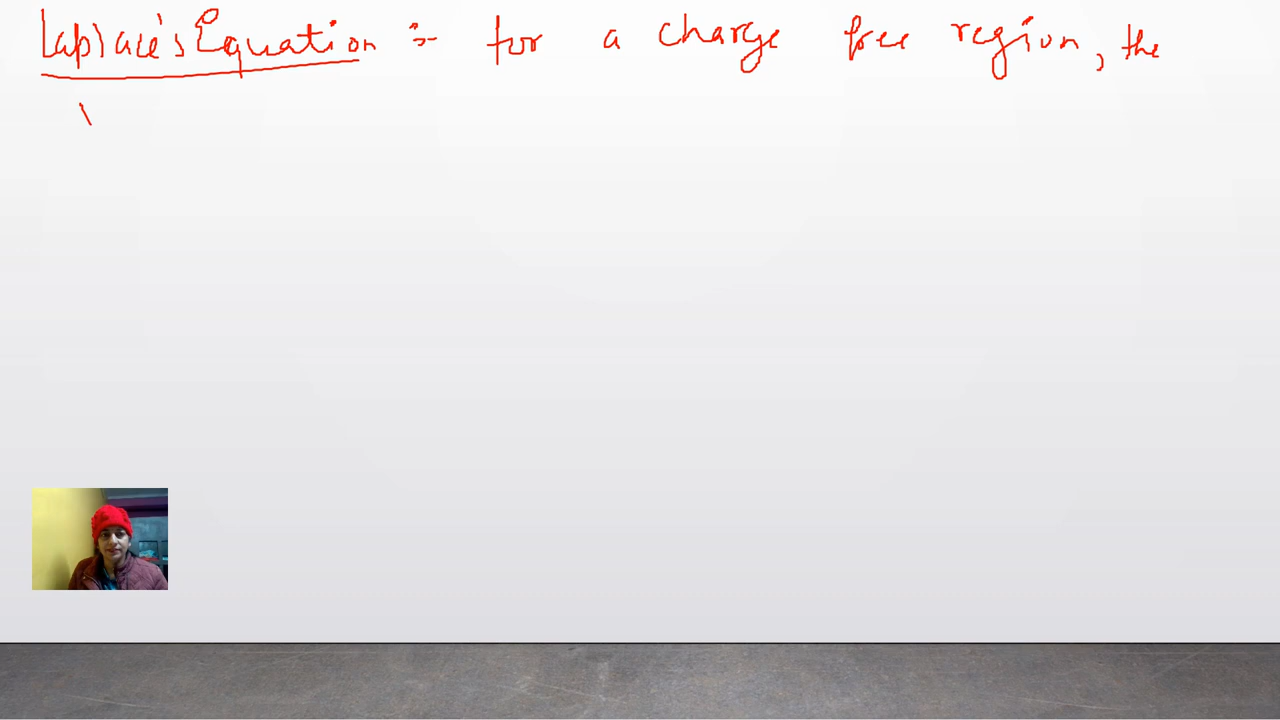 Laplace's Equation :- for a charge free region, the